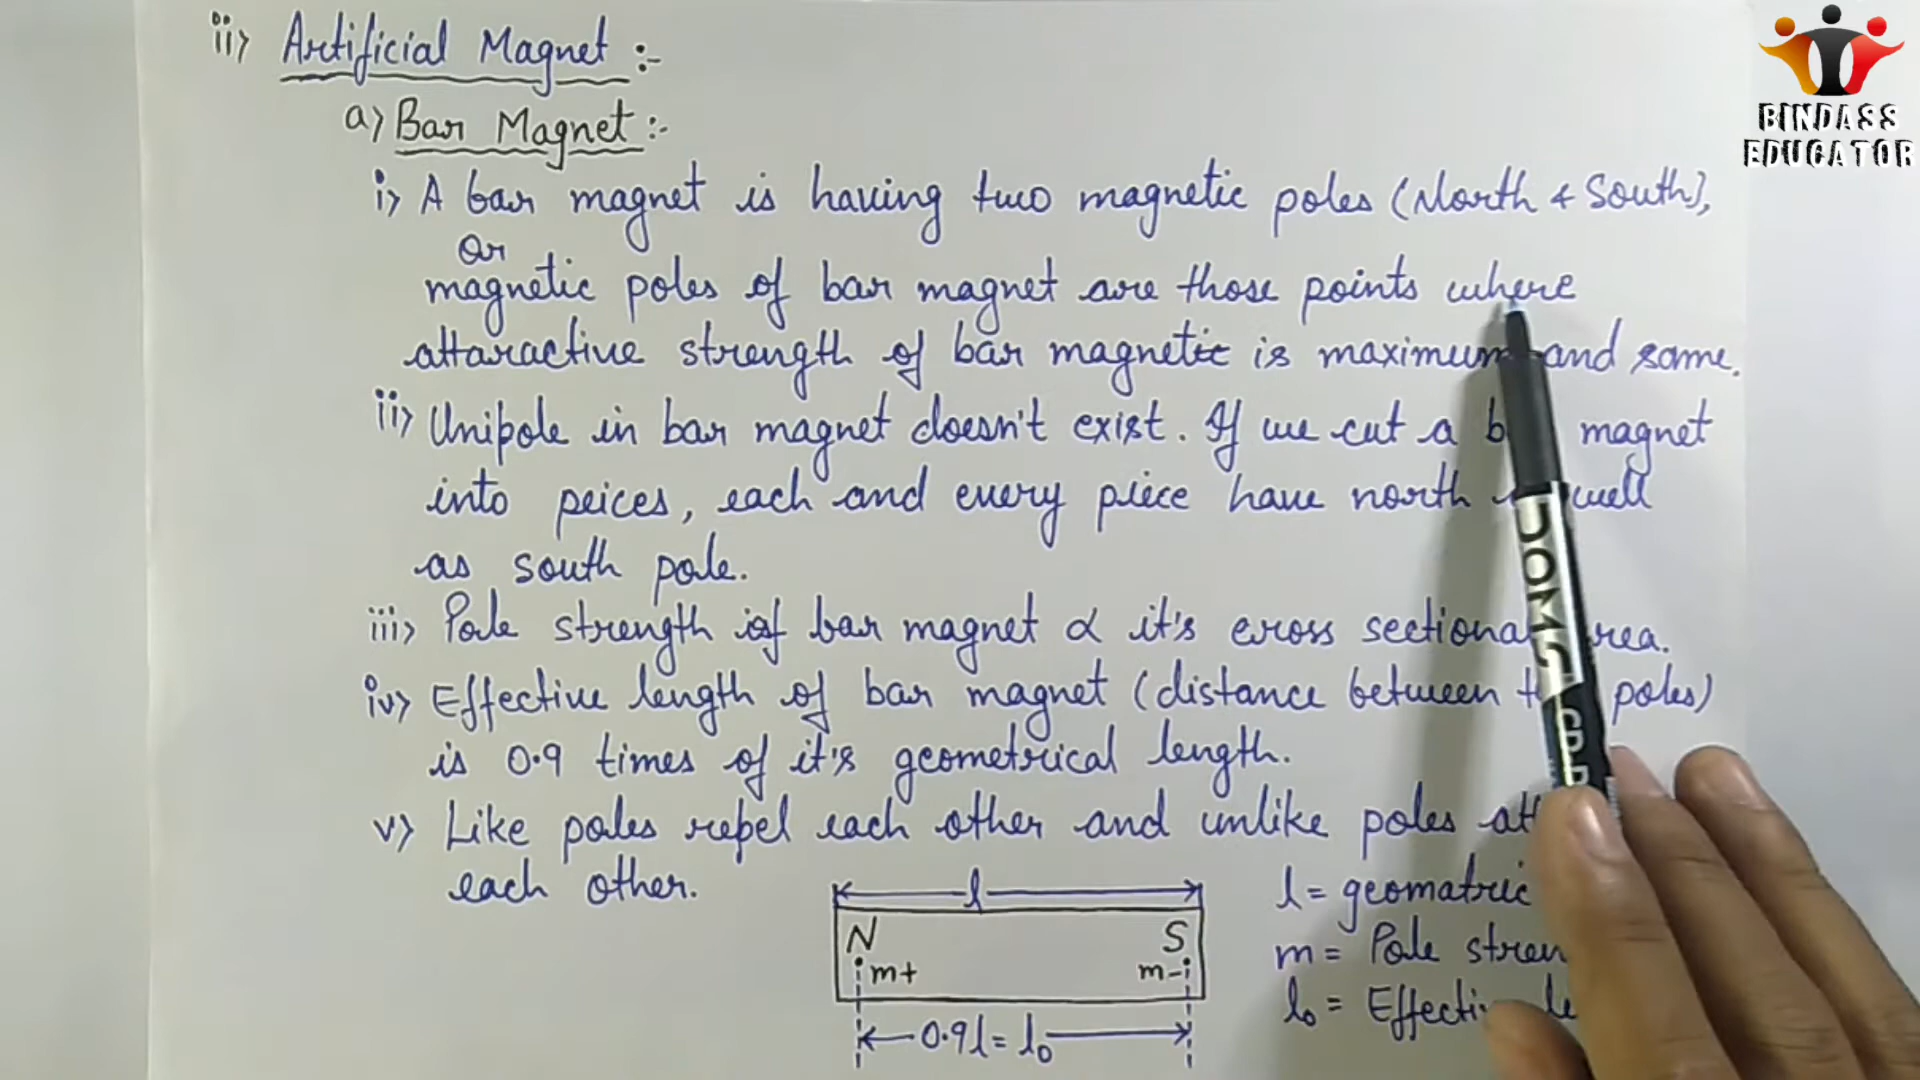 ii) Artificial Magnet :-
a) Bar Magnet :-
i) A bar magnet is having two magnetic poles (North & South),
or
magnetic poles of bar magnet are those points where
attaractive strength of bar magnetic is maximum and same.
ii) Unipole in bar magnet doesn't exist. If we cut a magnet
into peices, each and every piece have north well
as south pole.
iii) Pole strength of bar magnet α it's cross sectional area.
iv) Effective length of bar magnet (distance between poles)
is 0.9 times of it's geometrical length.
v) Like poles repel each other and unlike poles att
each other.
l
N S
m+ m-
0.9l = l₀
l = geometric
m = Pole stren
l₀ = Effecti le
BINDASS
EDUCATOR
DOMS